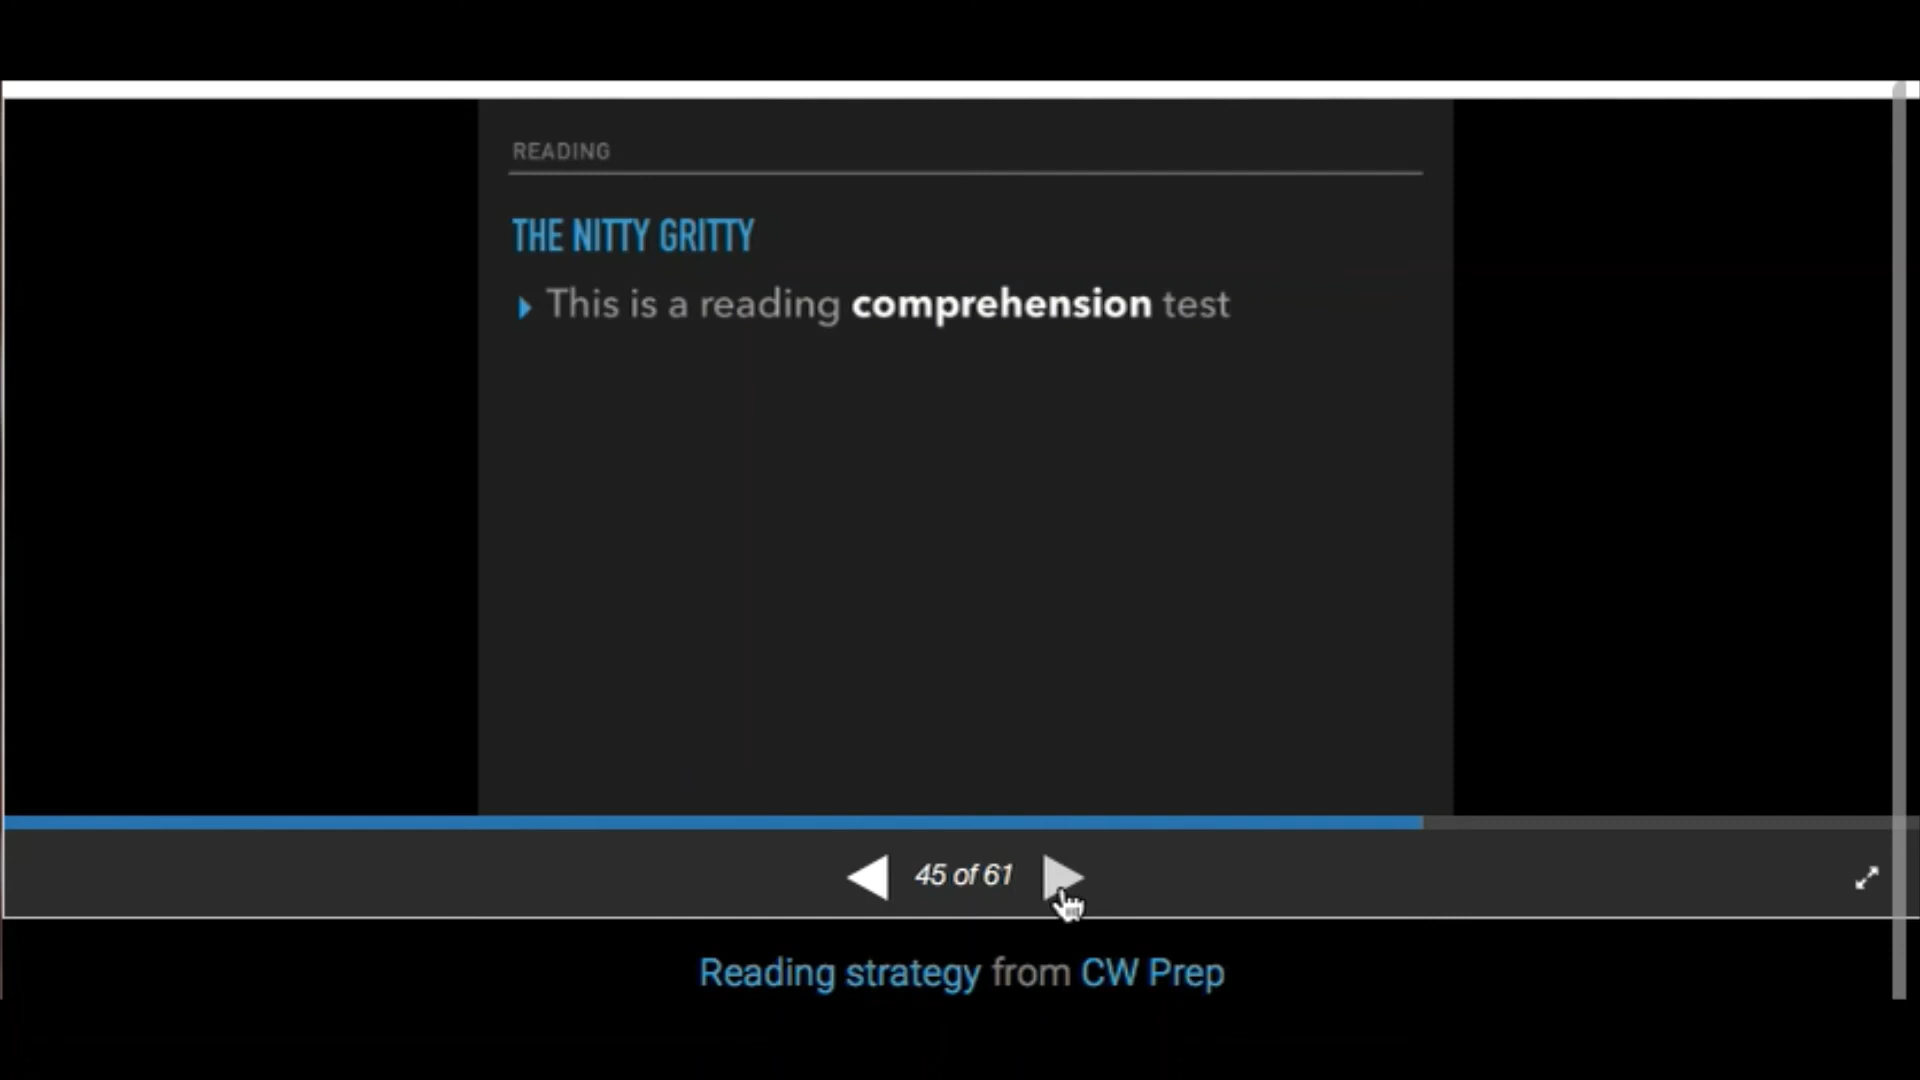 READING
THE NITTY GRITTY
This is a reading comprehension test
45 of 61
Reading strategy from CW Prep